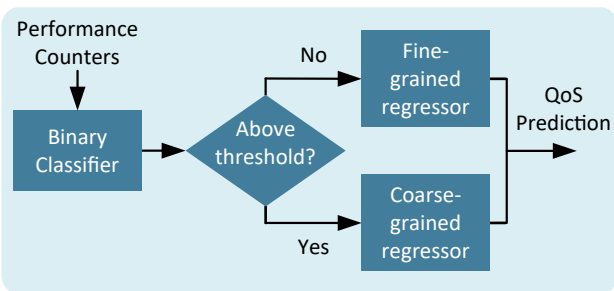 Performance
Counters
Binary
Classifier
Above
threshold?
No
Fine-
grained
regressor
Yes
Coarse-
grained
regressor
QoS
Prediction